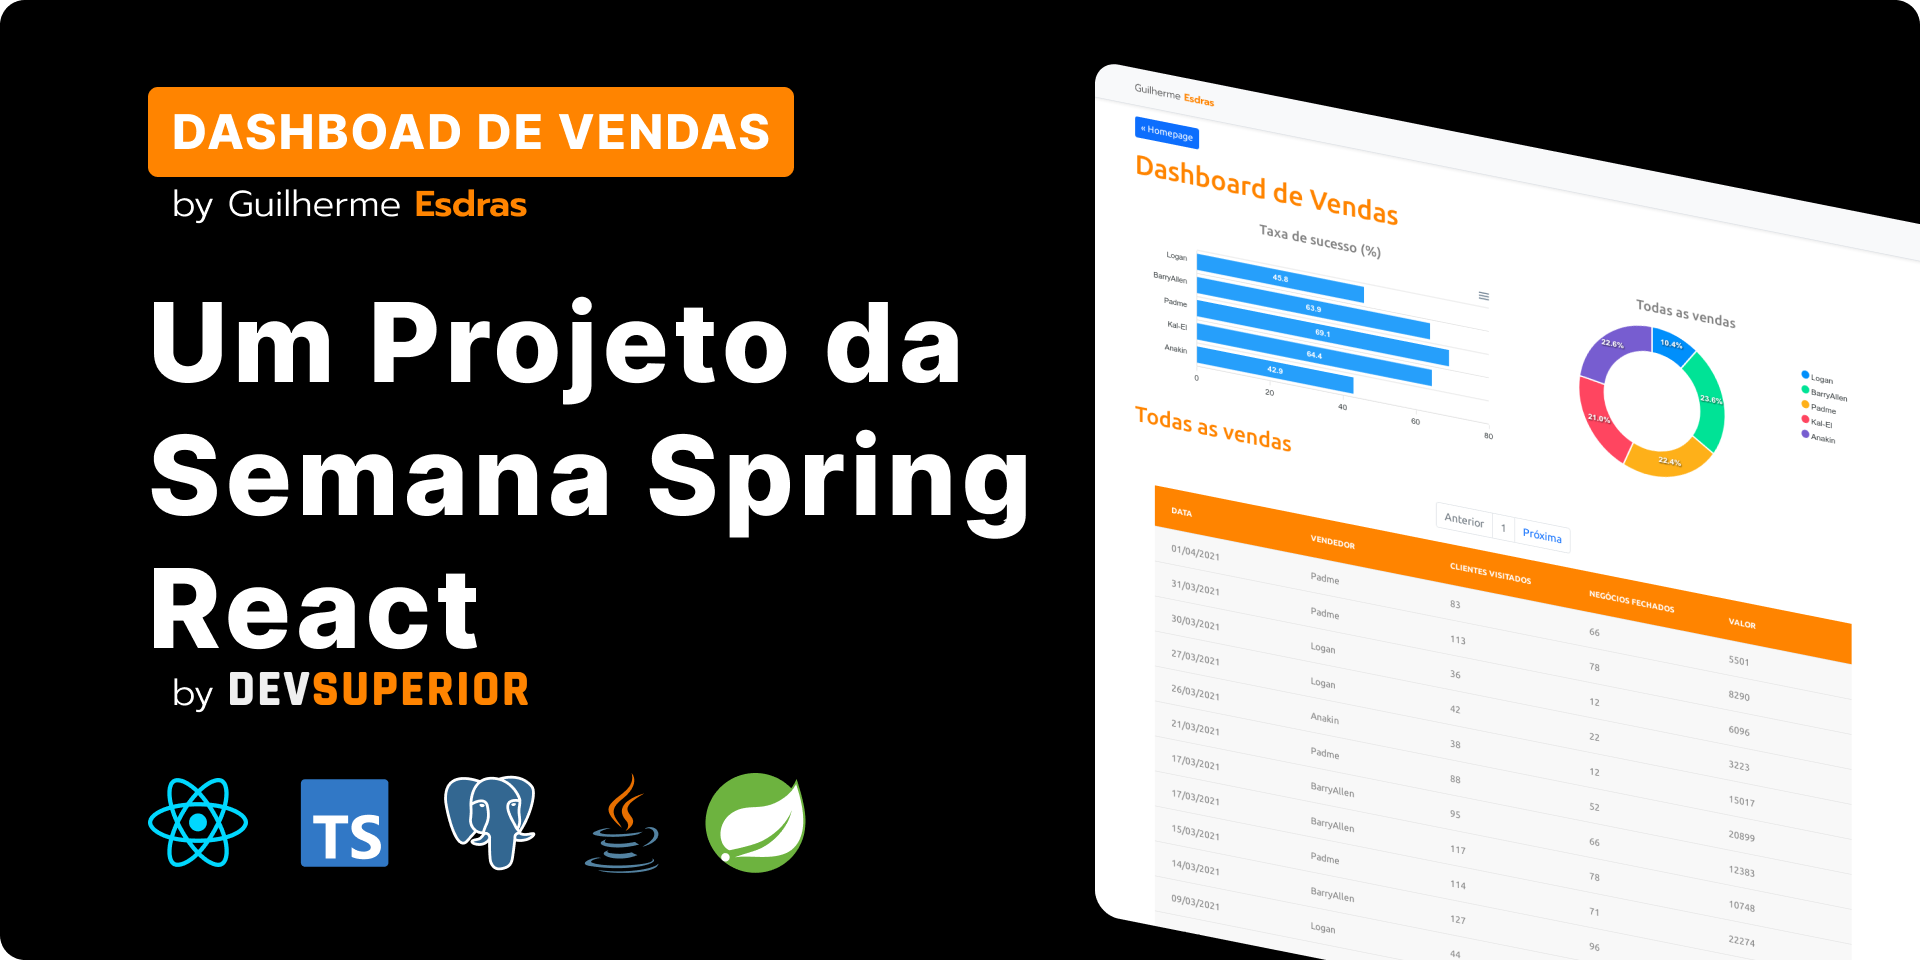 DASHBOAD DE VENDAS
by Guilherme Esdras
Um Projeto da
Semana Spring
React
by DEVSUPERIOR
TS
Guilherme Esdras
« Homepage
Dashboard de Vendas
Taxa de sucesso (%)
Logan 45.8
BarryAllen 63.9
Padme 69.1
Kal-El 64.4
Anakin 42.9
0 20 40 60 80
Todas as vendas
10.4%
23.6%
22.4%
21.0%
22.6%
Logan
BarryAllen
Padme
Kal-El
Anakin
Todas as vendas
Anterior 1 Próxima
DATA VENDEDOR CLIENTES VISITADOS NEGÓCIOS FECHADOS VALOR
01/04/2021 Padme 83 66 5501
31/03/2021 Padme 113 78 8290
30/03/2021 Logan 36 12 6096
27/03/2021 Logan 42 22 3223
26/03/2021 Anakin 38 12 15017
21/03/2021 Padme 88 52 20899
17/03/2021 BarryAllen 95 66 12383
17/03/2021 BarryAllen 117 78 10748
15/03/2021 Padme 114 71 22274
14/03/2021 BarryAllen 127 96
09/03/2021 Logan 44